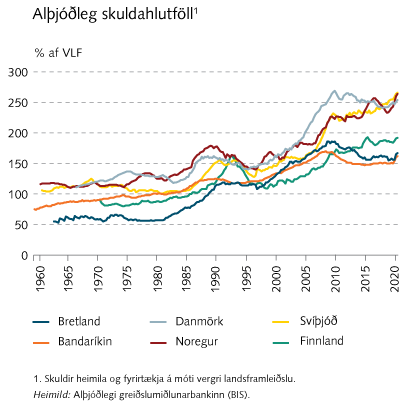 Alþjóðleg skuldahlutföll¹
% af VLF
300
250
200
150
100
50
0
1960 1965 1970 1975 1980 1985 1990 1995 2000 2005 2010 2015 2020
Bretland Danmörk Svíþjóð
Bandaríkin Noregur Finnland
1. Skuldir heimila og fyrirtækja á móti vergri landsframleiðslu.
Heimild: Alþjóðlegi greiðslumiðlunarbankinn (BIS).